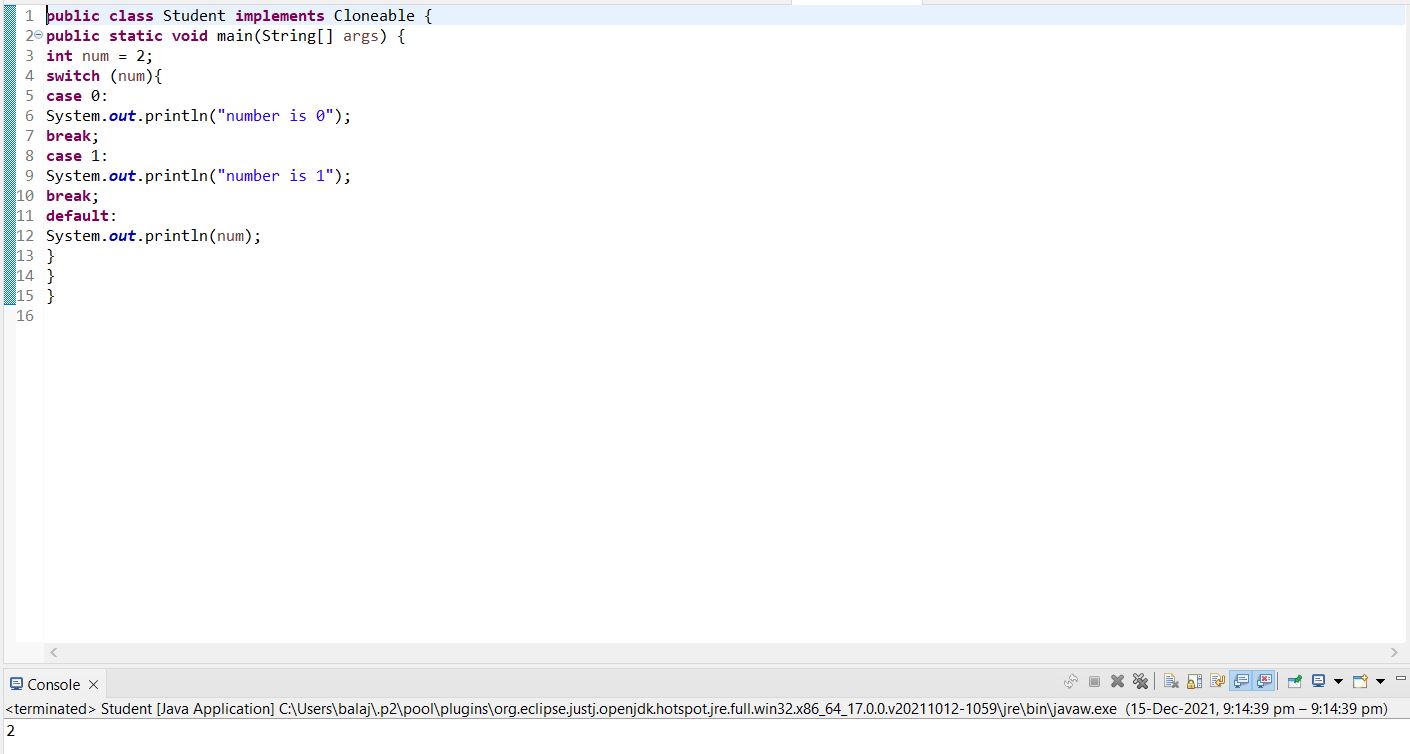 1 public class Student implements Cloneable {
2 public static void main(String[] args) {
3 int num = 2;
4 switch (num){
5 case 0:
6 System.out.println("number is 0");
7 break;
8 case 1:
9 System.out.println("number is 1");
10 break;
11 default:
12 System.out.println(num);
13 }
14 }
15 }
16
Console
<terminated> Student [Java Application] C:\Users\balaj\.p2\pool\plugins\org.eclipse.justj.openjdk.hotspot.jre.full.win32.x86_64_17.0.0.v20211012-1059\jre\bin\javaw.exe (15-Dec-2021, 9:14:39 pm – 9:14:39 pm)
2